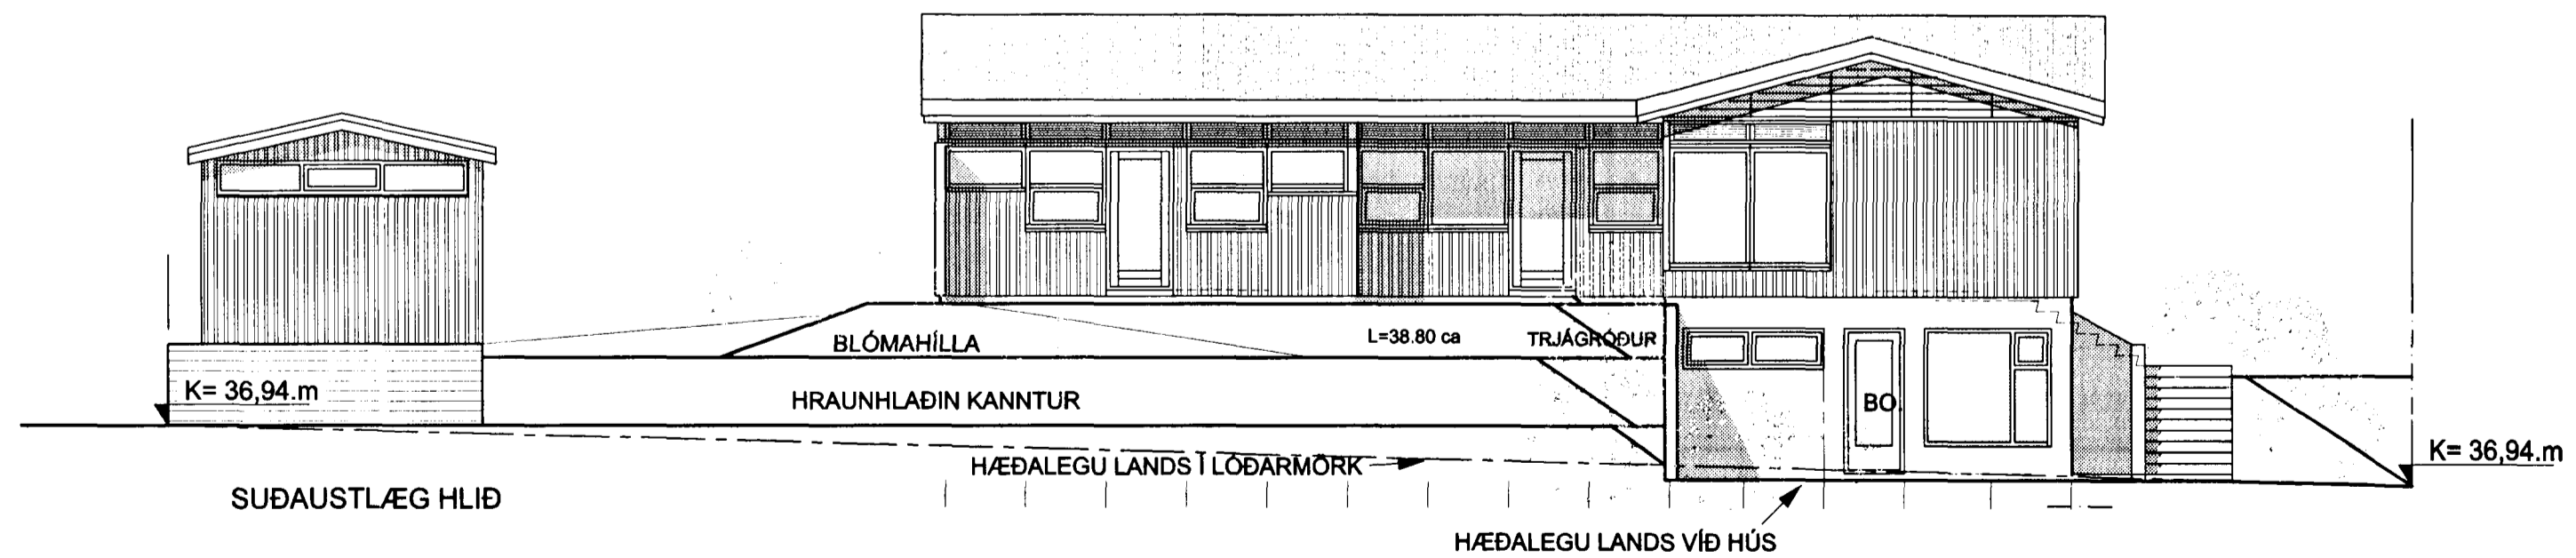 L=38.80 ca
TRJÁGRÓÐUR
BLÓMAHÍLLA
K= 36,94.m
HRAUNHLAÐIN KANNTUR
BO.
K= 36,94.m
HÆÐALEGU LANDS Í LÓÐARMÖRK
SUÐAUSTLÆG HLIÐ
HÆÐALEGU LANDS VÍÐ HÚS